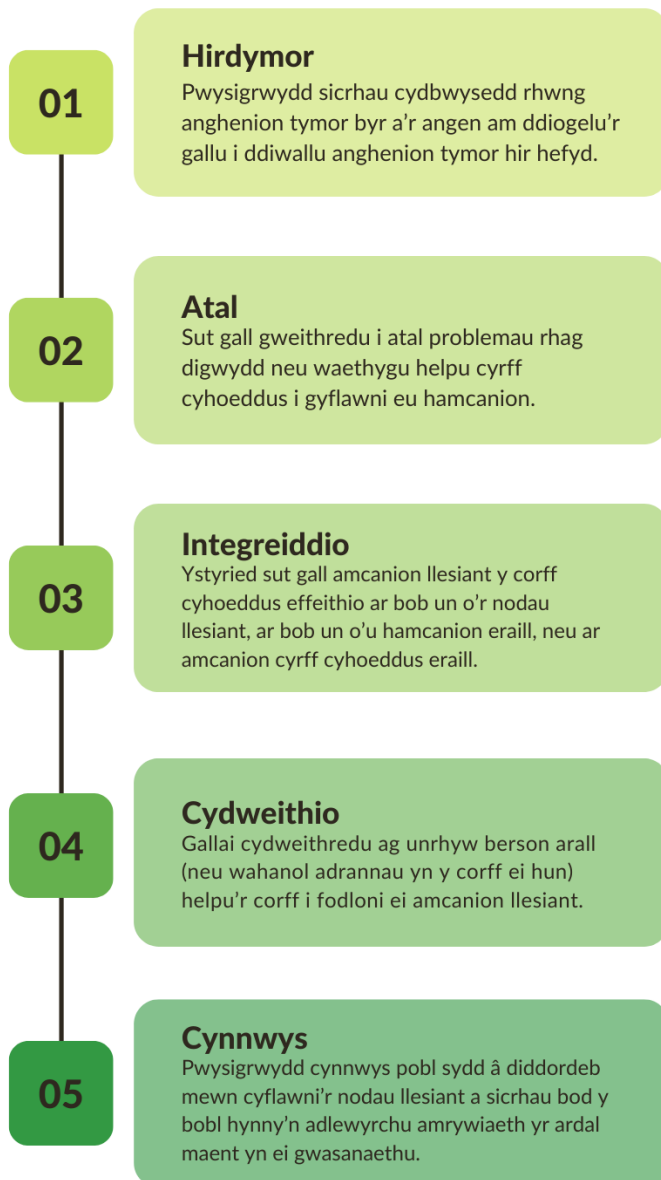 01
Hirdymor
Pwysigrwydd sicrhau cydbwysedd rhwng
anghenion tymor byr a’r angen am ddiogelu’r
gallu i ddiwallu anghenion tymor hir hefyd.
02
Atal
Sut gall gweithredu i atal problemau rhag
digwydd neu waethygu helpu cyrff
cyhoeddus i gyflawni eu hamcanion.
03
Integreiddio
Ystyried sut gall amcanion llesiant y corff
cyhoeddus effeithio ar bob un o’r nodau
llesiant, ar bob un o’u hamcanion eraill, neu ar
amcanion cyrff cyhoeddus eraill.
04
Cydweithio
Gallai cydweithredu ag unrhyw berson arall
(neu wahanol adrannau yn y corff ei hun)
helpu’r corff i fodloni ei amcanion llesiant.
05
Cynnwys
Pwysigrwydd cynnwys pobl sydd â diddordeb
mewn cyflawni’r nodau llesiant a sicrhau bod y
bobl hynny’n adlewyrchu amrywiaeth yr ardal
maent yn ei gwasanaethu.